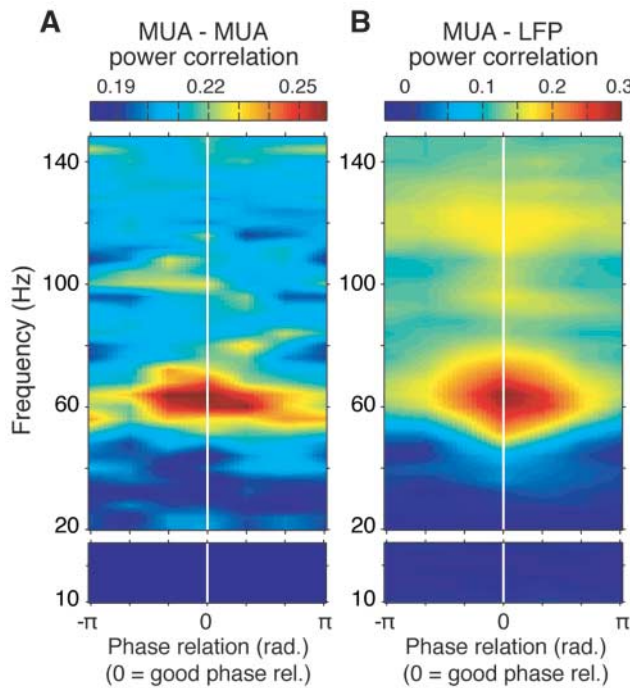 A
MUA - MUA
power correlation
0.19 0.22 0.25
B
MUA - LFP
power correlation
0 0.1 0.2 0.3
Frequency (Hz)
140
100
60
20
10
-π 0 π
Phase relation (rad.)
(0 = good phase rel.)
140
100
60
20
10
-π 0 π
Phase relation (rad.)
(0 = good phase rel.)